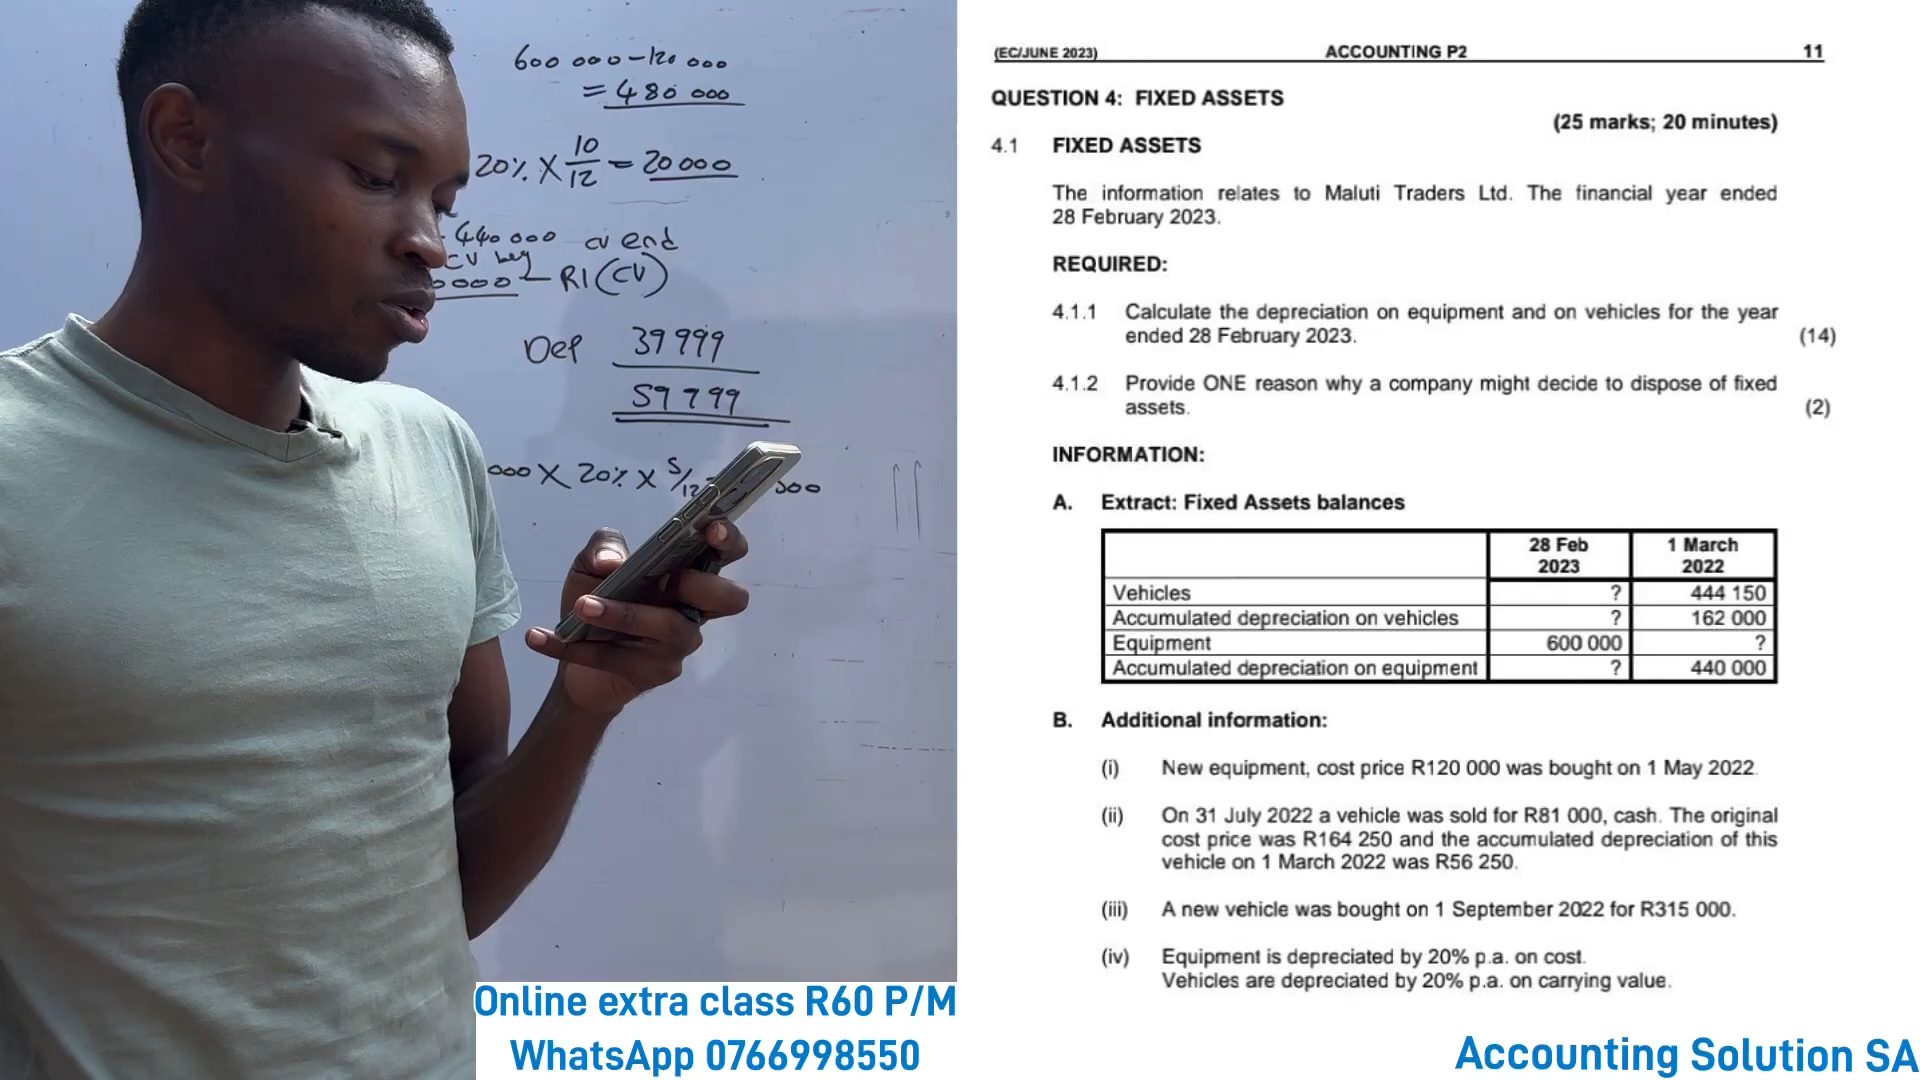 600 000 - 120 000
= 480 000
20% X 10/12 = 20 000
440 000 cv end
CV beg
0000 - R1 (CV)
Dep 39 999
59 999
000 X 20% X 5/12
(EC/JUNE 2023) ACCOUNTING P2 11
QUESTION 4: FIXED ASSETS
(25 marks; 20 minutes)
4.1 FIXED ASSETS
The information relates to Maluti Traders Ltd. The financial year ended
28 February 2023.
REQUIRED:
4.1.1 Calculate the depreciation on equipment and on vehicles for the year
ended 28 February 2023. (14)
4.1.2 Provide ONE reason why a company might decide to dispose of fixed
assets. (2)
INFORMATION:
A. Extract: Fixed Assets balances
28 Feb 1 March
2023 2022
Vehicles ? 444 150
Accumulated depreciation on vehicles ? 162 000
Equipment 600 000 ?
Accumulated depreciation on equipment ? 440 000
B. Additional information:
(i) New equipment, cost price R120 000 was bought on 1 May 2022.
(ii) On 31 July 2022 a vehicle was sold for R81 000, cash. The original
cost price was R164 250 and the accumulated depreciation of this
vehicle on 1 March 2022 was R56 250.
(iii) A new vehicle was bought on 1 September 2022 for R315 000.
(iv) Equipment is depreciated by 20% p.a. on cost.
Vehicles are depreciated by 20% p.a. on carrying value.
Online extra class R60 P/M
WhatsApp 0766998550
Accounting Solution SA